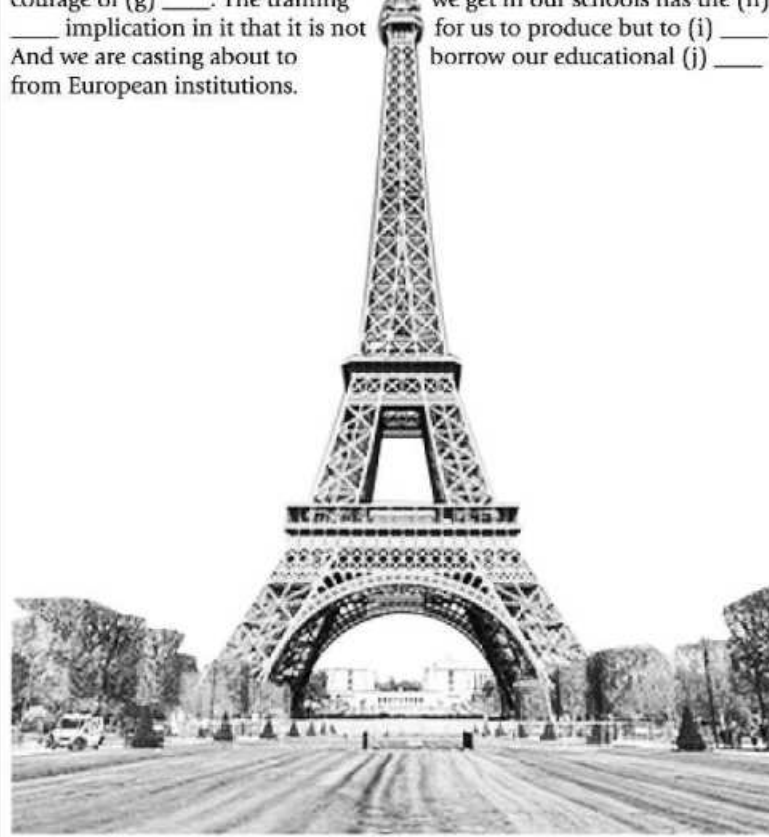 courage of (g) ____. The training we get in our schools has the (h)
____ implication in it that it is not for us to produce but to (i) ____
And we are casting about to borrow our educational (j) ____
from European institutions.